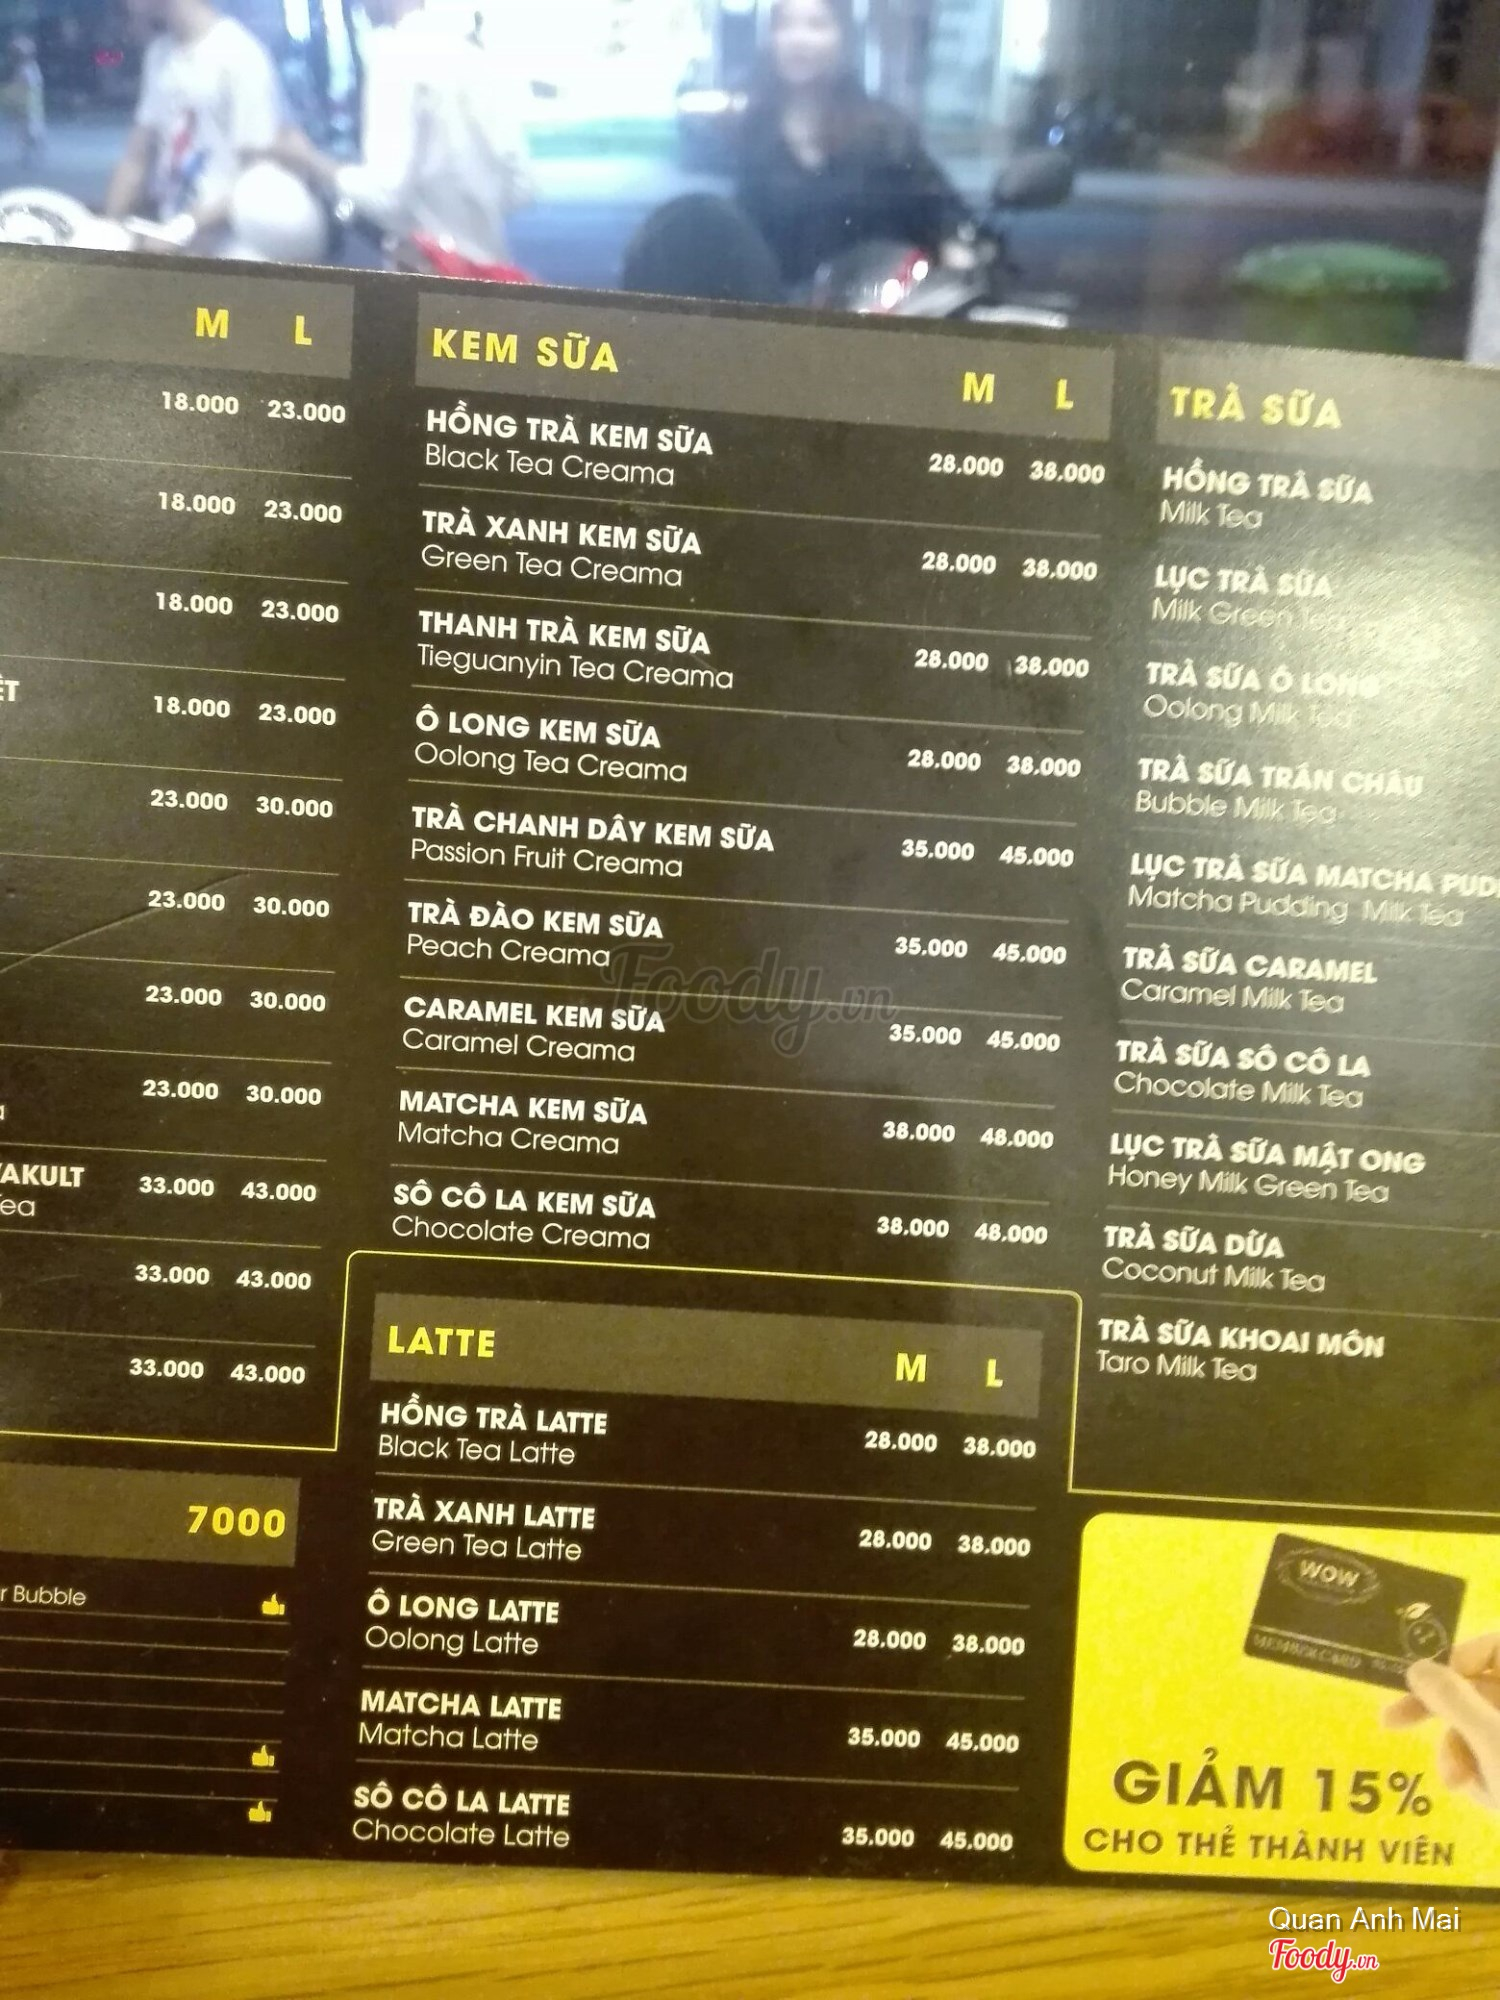 M L
18.000 23.000
18.000 23.000
18.000 23.000
18.000 23.000
23.000 30.000
23.000 30.000
23.000 30.000
23.000 30.000
33.000 43.000
33.000 43.000
33.000 43.000
7000
Bubble
KEM SỮA M L
HỒNG TRÀ KEM SỮA
Black Tea Creama 28.000 38.000
TRÀ XANH KEM SỮA
Green Tea Creama 28.000 38.000
THANH TRÀ KEM SỮA
Tieguanyin Tea Creama 28.000 38.000
Ô LONG KEM SỮA
Oolong Tea Creama 28.000 38.000
TRÀ CHANH DÂY KEM SỮA
Passion Fruit Creama 35.000 45.000
TRÀ ĐÀO KEM SỮA
Peach Creama 35.000 45.000
CARAMEL KEM SỮA
Caramel Creama 35.000 45.000
MATCHA KEM SỮA
Matcha Creama 38.000 48.000
SÔ CÔ LA KEM SỮA
Chocolate Creama 38.000 48.000
LATTE M L
HỒNG TRÀ LATTE
Black Tea Latte 28.000 38.000
TRÀ XANH LATTE
Green Tea Latte 28.000 38.000
Ô LONG LATTE
Oolong Latte 28.000 38.000
MATCHA LATTE
Matcha Latte 35.000 45.000
SÔ CÔ LA LATTE
Chocolate Latte 35.000 45.000
TRÀ SỮA
HỒNG TRÀ SỮA
Milk Tea
LỤC TRÀ SỮA
Milk Green Tea
TRÀ SỮA Ô LONG
Oolong Milk Tea
TRÀ SỮA TRÂN CHÂU
Bubble Milk Tea
LỤC TRÀ SỮA MATCHA
Matcha Pudding Milk Tea
TRÀ SỮA CARAMEL
Caramel Milk Tea
TRÀ SỮA SÔ CÔ LA
Chocolate Milk Tea
LỤC TRÀ SỮA MẬT ONG
Honey Milk Green Tea
TRÀ SỮA DỪA
Coconut Milk Tea
TRÀ SỮA KHOAI MÔN
Taro Milk Tea
WOW
MEMBER CARD
GIẢM 15%
CHO THẺ THÀNH VIÊN
Foody.vn
Quan Anh Mai
Foody.vn